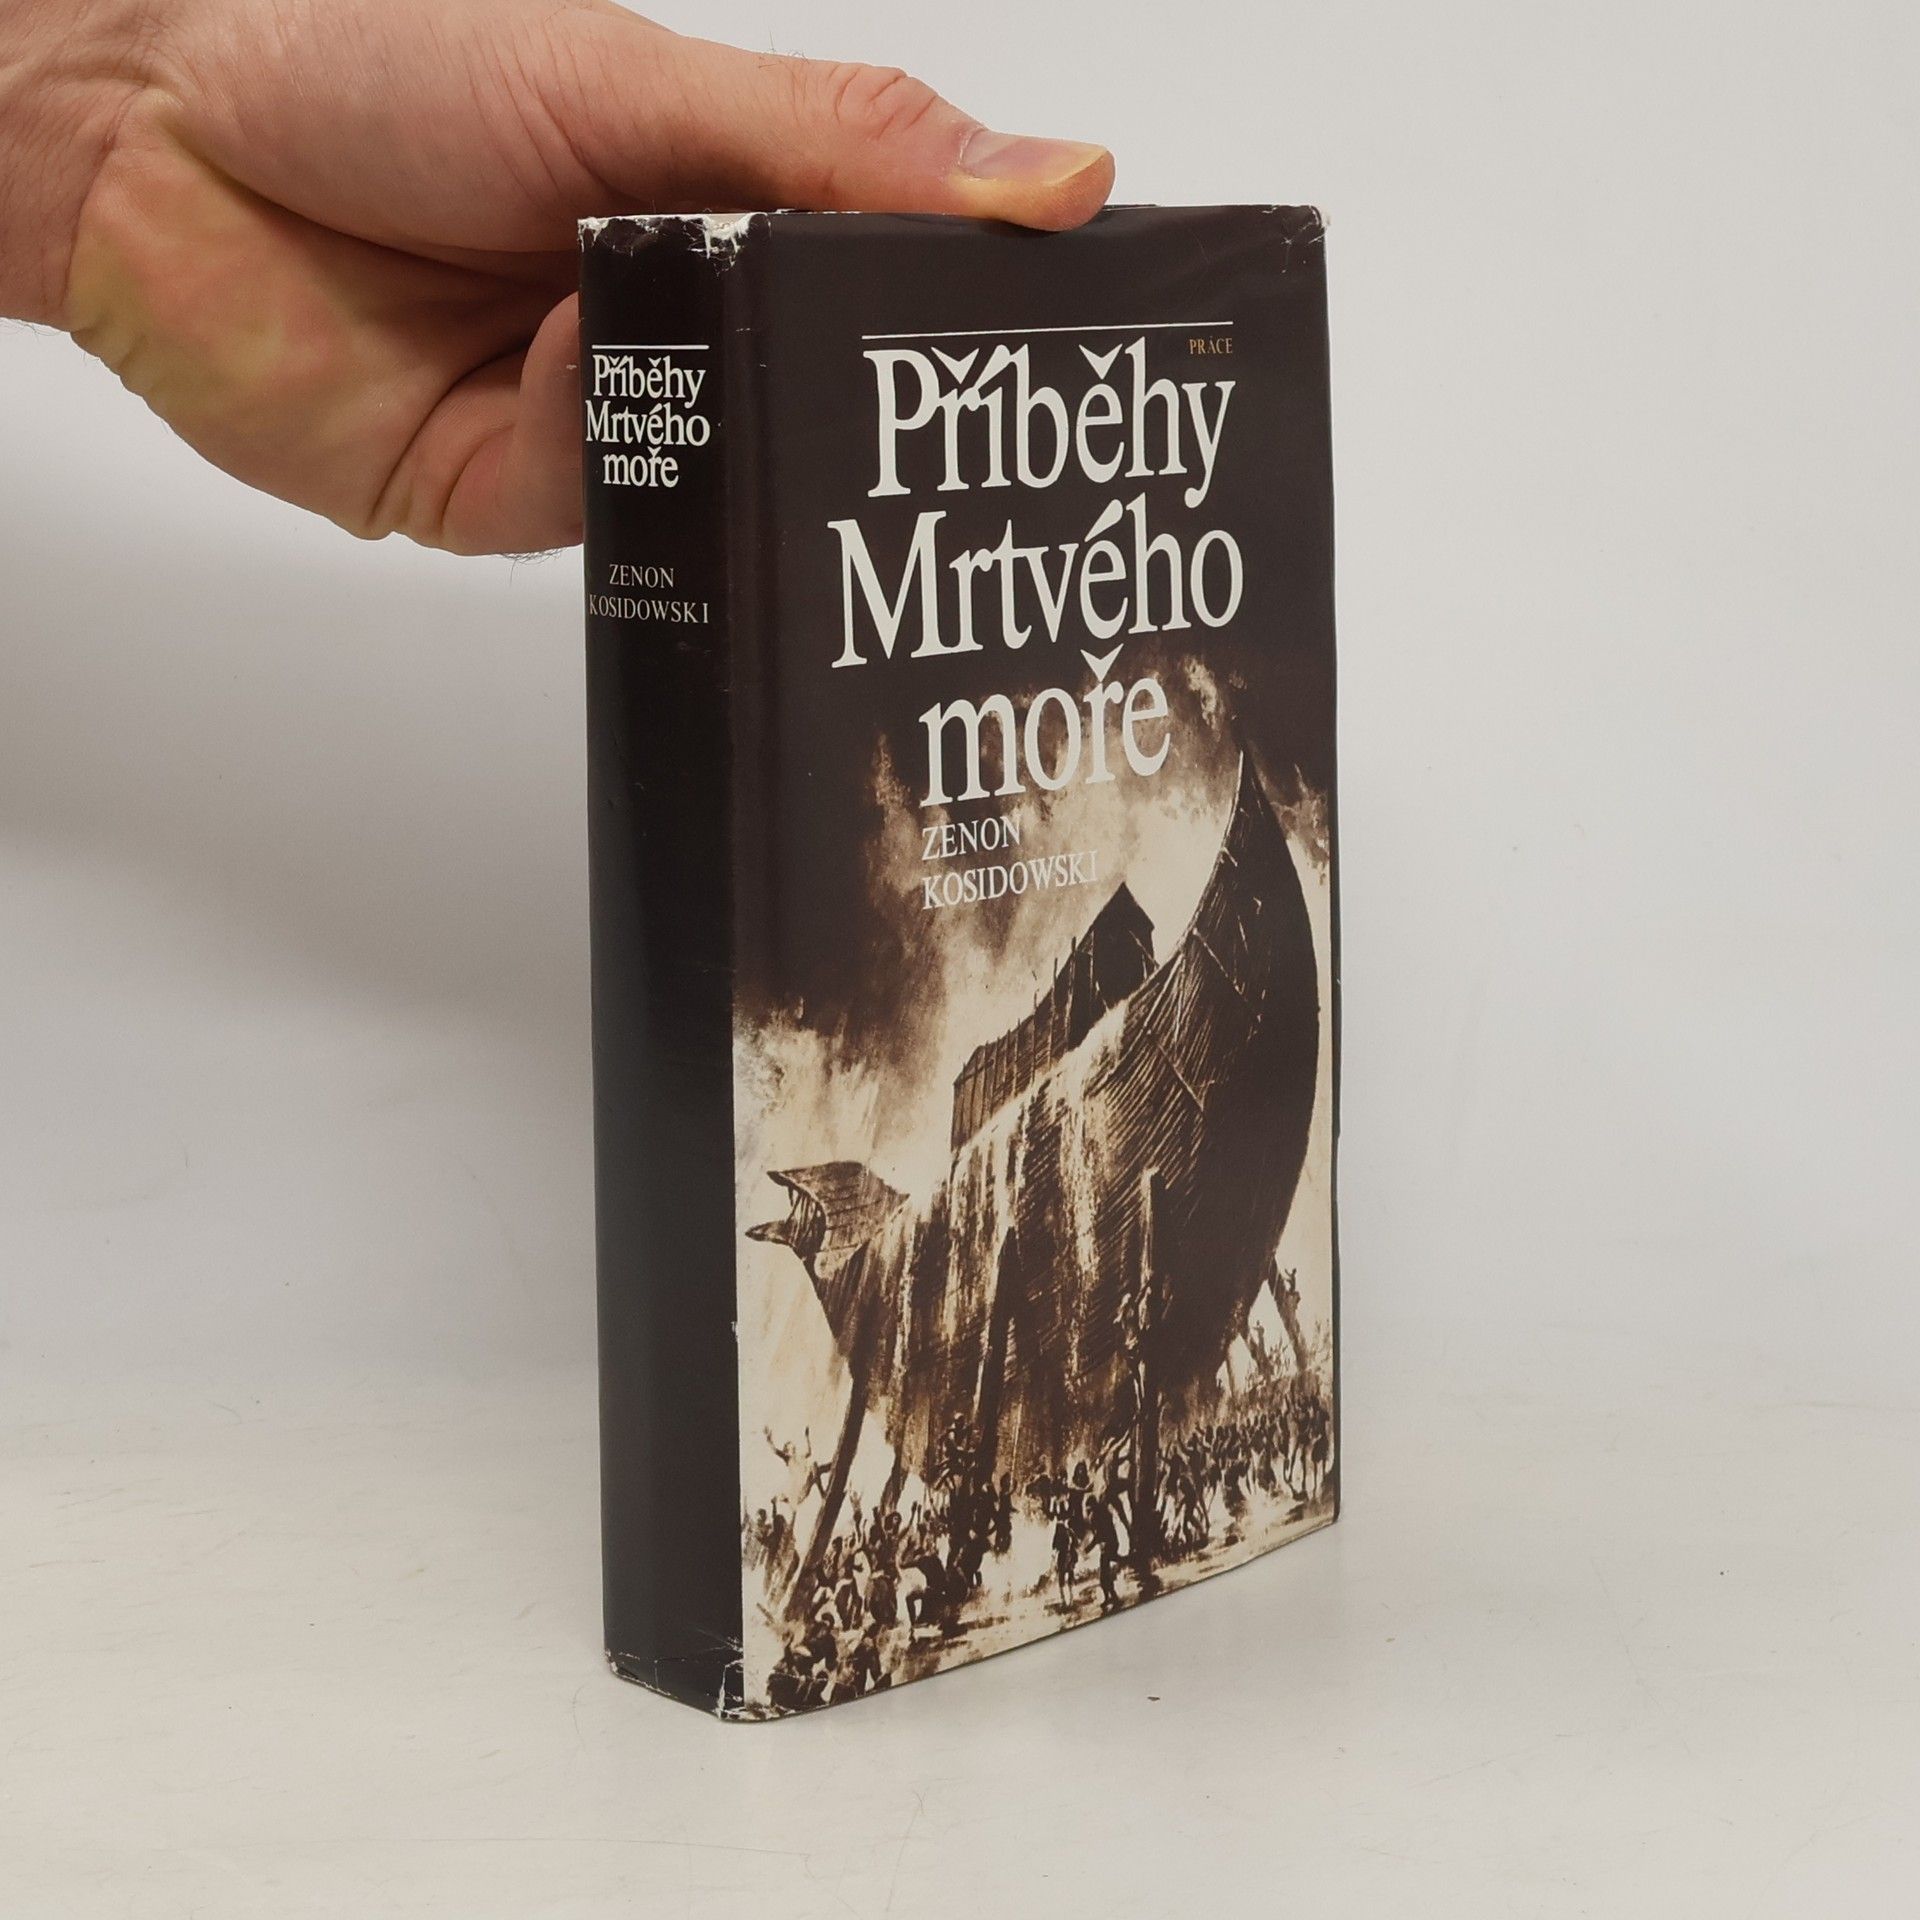 Příběhy
Mrtvého
moře
ZENON
KOSIDOWSKI
PRÁCE
Příběhy
Mrtvého
moře
ZENON
KOSIDOWSKI